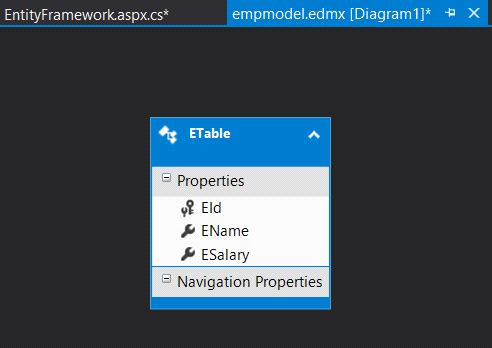 EntityFramework.aspx.cs* empmodel.edmx [Diagram1]*
ETable
Properties
EId
EName
ESalary
Navigation Properties